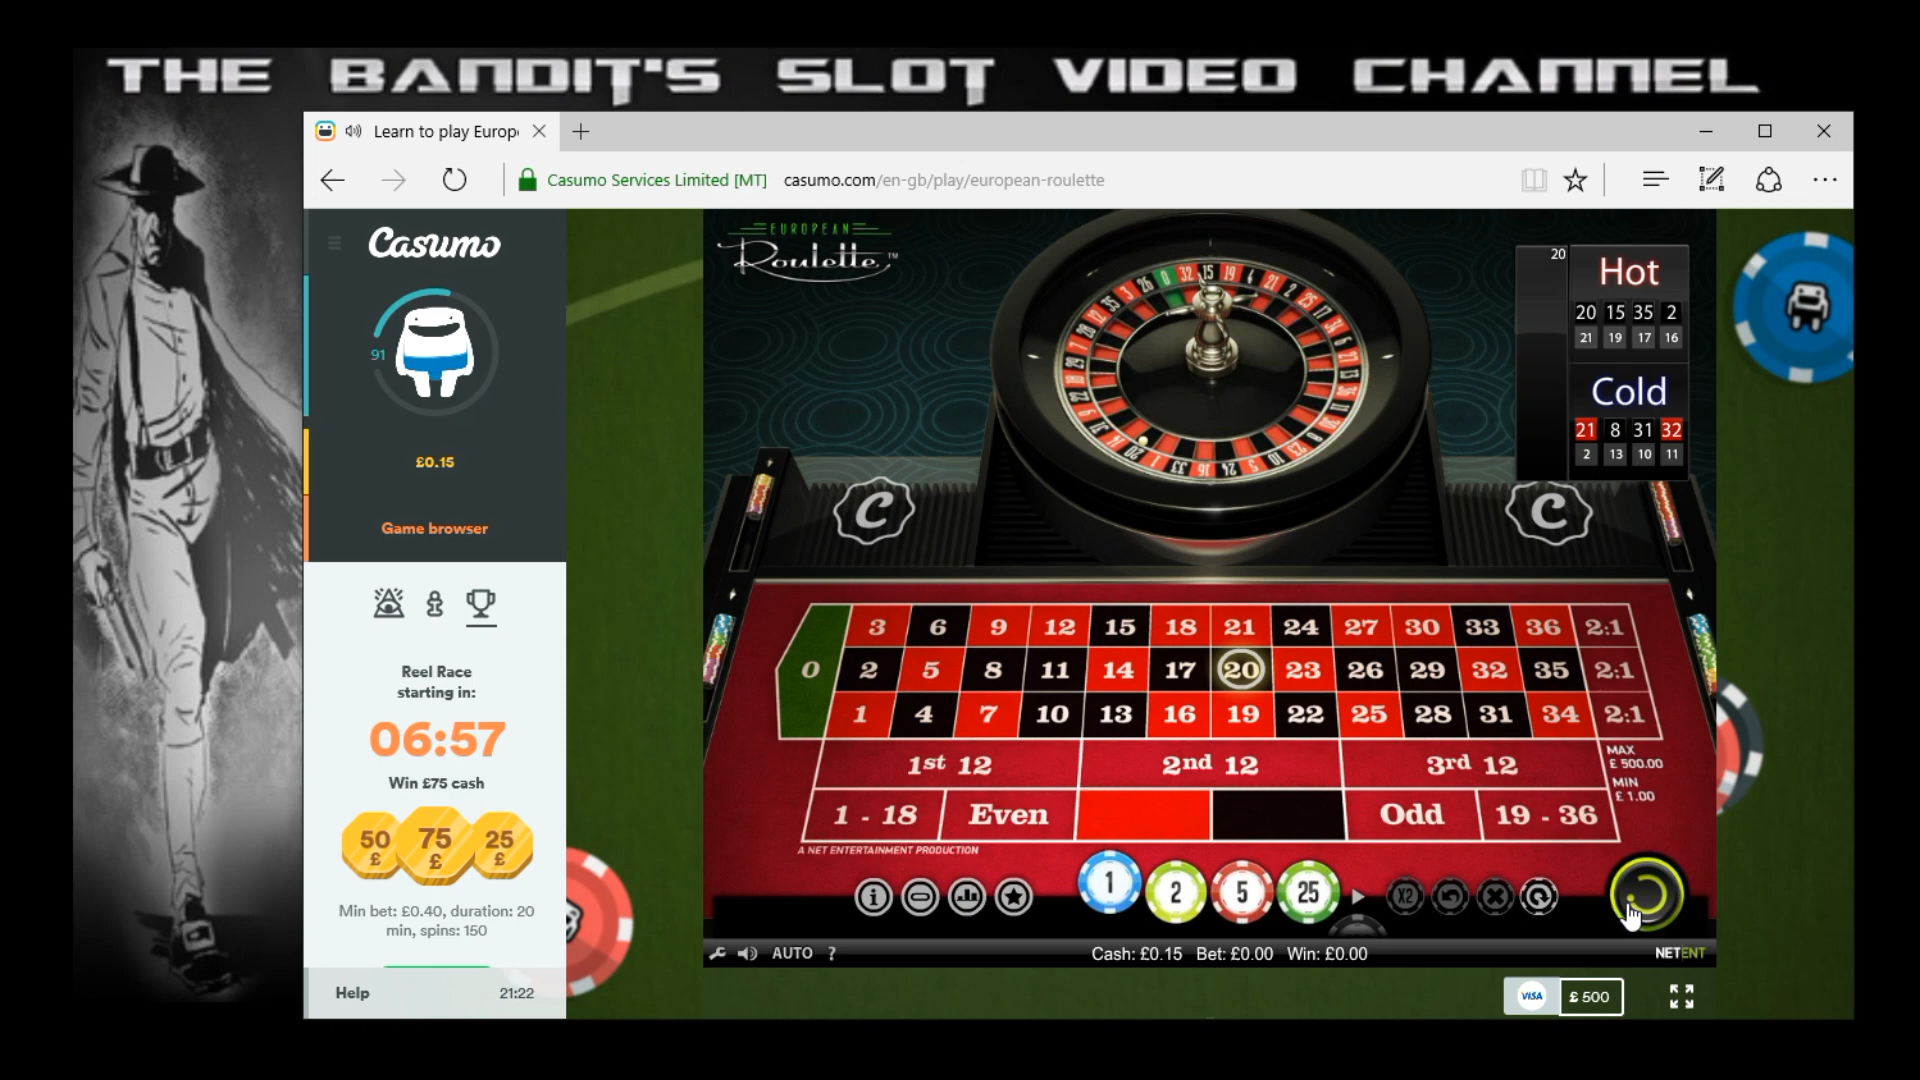 THE BANDIT'S SLOT VIDEO CHANNEL
Learn to play Europ
Casumo Services Limited [MT] casumo.com/en-gb/play/european-roulette
Casumo
91
£0.15
Game browser
Reel Race
starting in:
06:57
Win £75 cash
50 £ 75 £ 25 £
Min bet: £0.40, duration: 20
min, spins: 150
Help 21:22
EUROPEAN
Roulette™
20
Hot
20 15 35 2
21 19 17 16
Cold
21 8 31 32
2 13 10 11
C C
3 6 9 12 15 18 21 24 27 30 33 36 2:1
0 2 5 8 11 14 17 20 23 26 29 32 35 2:1
1 4 7 10 13 16 19 22 25 28 31 34 2:1
1st 12 2nd 12 3rd 12
MAX
£ 500.00
MIN
£ 1.00
1 - 18 Even Odd 19 - 36
A NET ENTERTAINMENT PRODUCTION
1 2 5 25 X2
AUTO ? Cash: £0.15 Bet: £0.00 Win: £0.00 NETENT
VISA £ 500